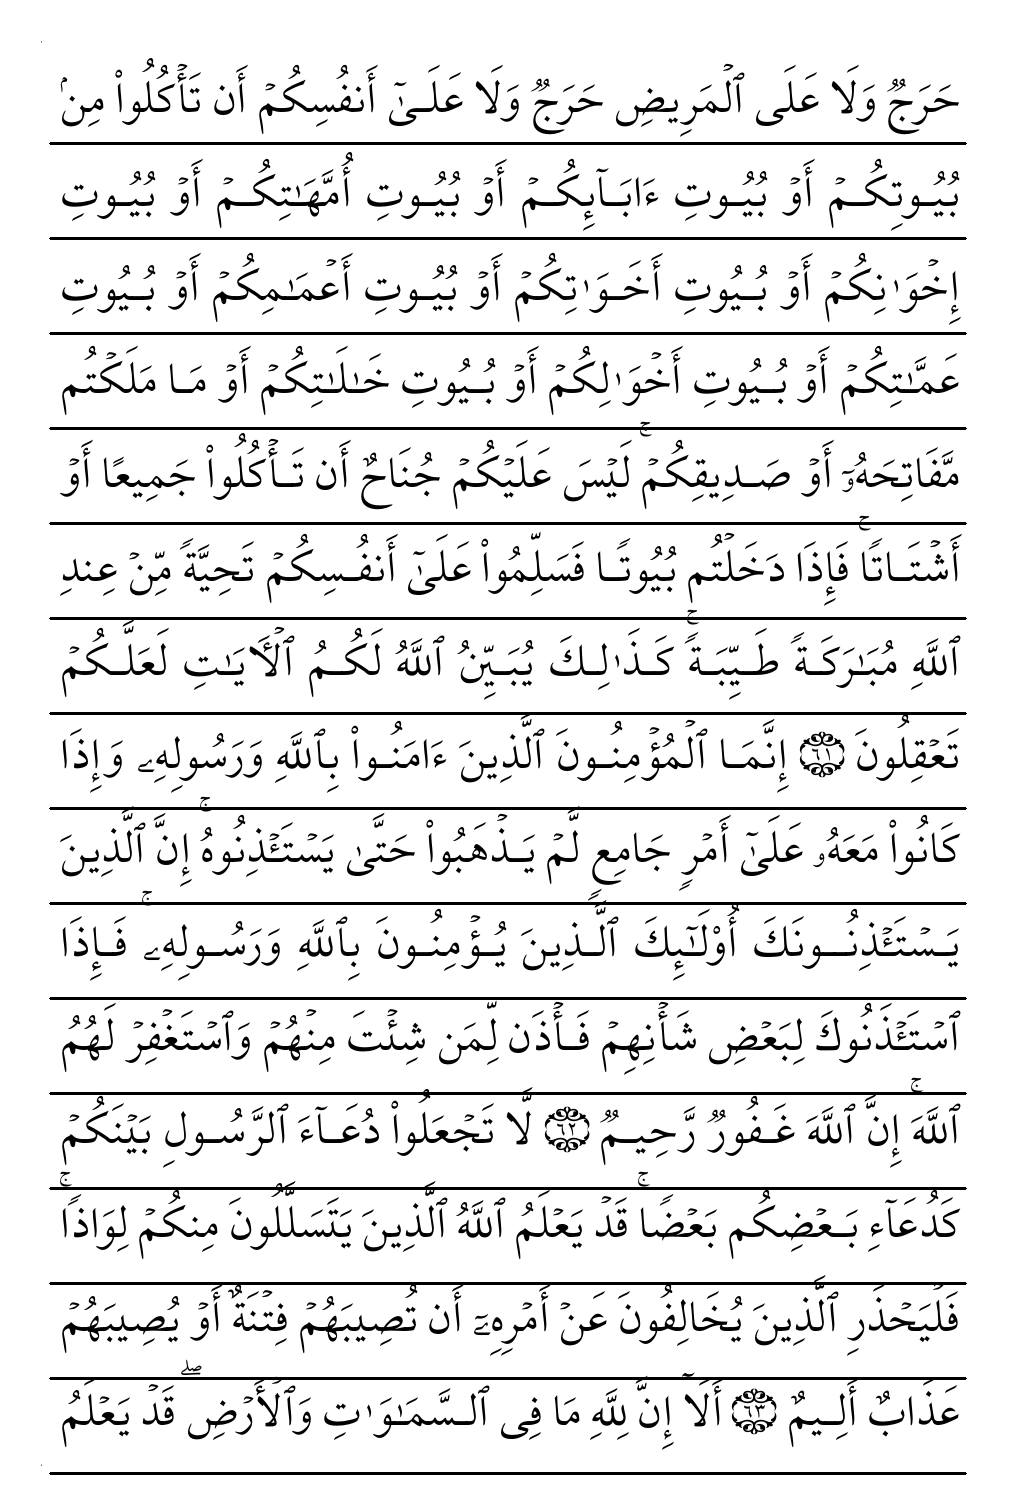 حَرَجٞ وَلَا عَلَى ٱلۡمَرِيضِ حَرَجٞ وَلَا عَلَىٰٓ أَنفُسِكُمۡ أَن تَأۡكُلُواْ مِنۢ
بُيُوتِكُمۡ أَوۡ بُيُوتِ ءَابَآئِكُمۡ أَوۡ بُيُوتِ أُمَّهَٰتِكُمۡ أَوۡ بُيُوتِ
إِخۡوَٰنِكُمۡ أَوۡ بُيُوتِ أَخَوَٰتِكُمۡ أَوۡ بُيُوتِ أَعۡمَٰمِكُمۡ أَوۡ بُيُوتِ
عَمَّٰتِكُمۡ أَوۡ بُيُوتِ أَخۡوَٰلِكُمۡ أَوۡ بُيُوتِ خَٰلَٰتِكُمۡ أَوۡ مَا مَلَكۡتُم
مَّفَاتِحَهُۥٓ أَوۡ صَدِيقِكُمۡۚ لَيۡسَ عَلَيۡكُمۡ جُنَاحٌ أَن تَأۡكُلُواْ جَمِيعًا أَوۡ
أَشۡتَاتٗاۚ فَإِذَا دَخَلۡتُم بُيُوتٗا فَسَلِّمُواْ عَلَىٰٓ أَنفُسِكُمۡ تَحِيَّةٗ مِّنۡ عِندِ
ٱللَّهِ مُبَٰرَكَةٗ طَيِّبَةٗۚ كَذَٰلِكَ يُبَيِّنُ ٱللَّهُ لَكُمُ ٱلۡأٓيَٰتِ لَعَلَّكُمۡ
تَعۡقِلُونَ ٦١ إِنَّمَا ٱلۡمُؤۡمِنُونَ ٱلَّذِينَ ءَامَنُواْ بِٱللَّهِ وَرَسُولِهِۦ وَإِذَا
كَانُواْ مَعَهُۥ عَلَىٰٓ أَمۡرٖ جَامِعٖ لَّمۡ يَذۡهَبُواْ حَتَّىٰ يَسۡتَـٔۡذِنُوهُۚ إِنَّ ٱلَّذِينَ
يَسۡتَـٔۡذِنُونَكَ أُوْلَٰٓئِكَ ٱلَّذِينَ يُؤۡمِنُونَ بِٱللَّهِ وَرَسُولِهِۦۚ فَإِذَا
ٱسۡتَـٔۡذَنُوكَ لِبَعۡضِ شَأۡنِهِمۡ فَأۡذَن لِّمَن شِئۡتَ مِنۡهُمۡ وَٱسۡتَغۡفِرۡ لَهُمُ
ٱللَّهَۚ إِنَّ ٱللَّهَ غَفُورٞ رَّحِيمٞ ٦٢ لَّا تَجۡعَلُواْ دُعَآءَ ٱلرَّسُولِ بَيۡنَكُمۡ
كَدُعَآءِ بَعۡضِكُم بَعۡضٗاۚ قَدۡ يَعۡلَمُ ٱللَّهُ ٱلَّذِينَ يَتَسَلَّلُونَ مِنكُمۡ لِوَاذٗاۚ
فَلۡيَحۡذَرِ ٱلَّذِينَ يُخَالِفُونَ عَنۡ أَمۡرِهِۦٓ أَن تُصِيبَهُمۡ فِتۡنَةٌ أَوۡ يُصِيبَهُمۡ
عَذَابٌ أَلِيمٌ ٦٣ أَلَآ إِنَّ لِلَّهِ مَا فِي ٱلسَّمَٰوَٰتِ وَٱلۡأَرۡضِۖ قَدۡ يَعۡلَمُ